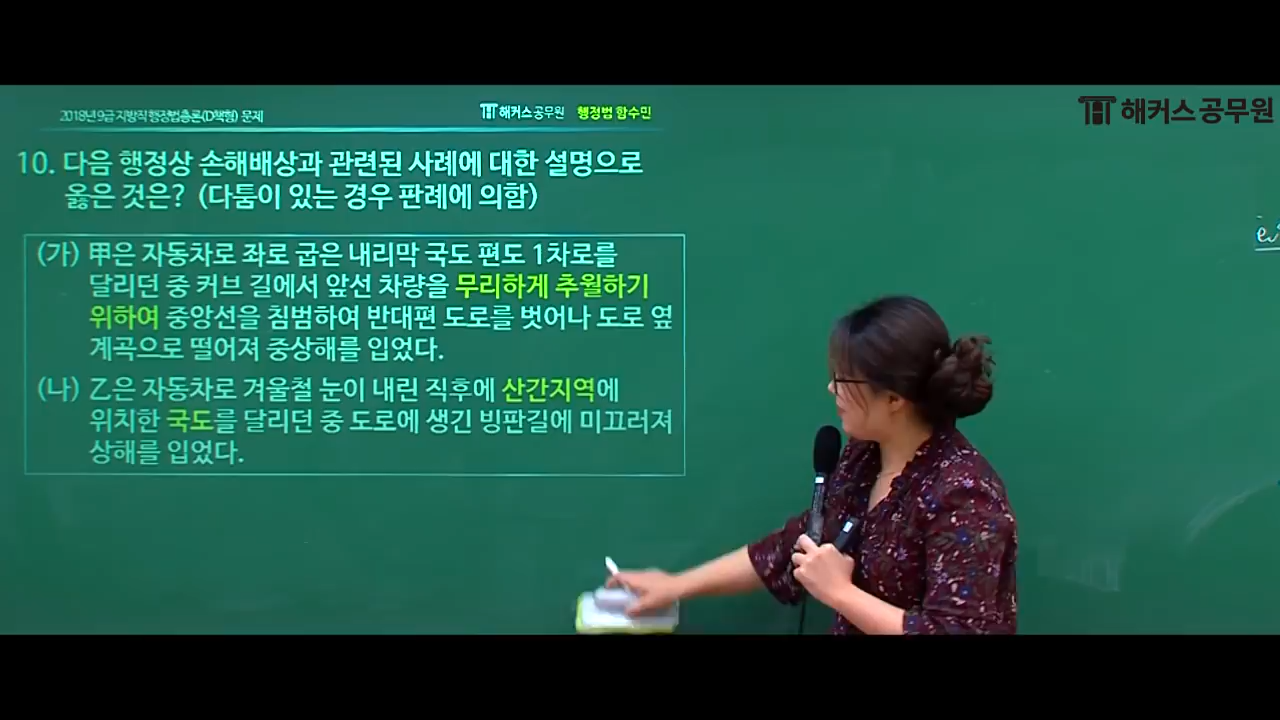 2018년 9급 지방직 행정법총론(D책형) 문제
해커스공무원 행정법 함수민
해커스공무원
10. 다음 행정상 손해배상과 관련된 사례에 대한 설명으로
옳은 것은? (다툼이 있는 경우 판례에 의함)
(가) 甲은 자동차로 좌로 굽은 내리막 국도 편도 1차로를
달리던 중 커브 길에서 앞선 차량을 무리하게 추월하기
위하여 중앙선을 침범하여 반대편 도로를 벗어나 도로 옆
계곡으로 떨어져 중상해를 입었다.
(나) 乙은 자동차로 겨울철 눈이 내린 직후에 산간지역에
위치한 국도를 달리던 중 도로에 생긴 빙판길에 미끄러져
상해를 입었다.